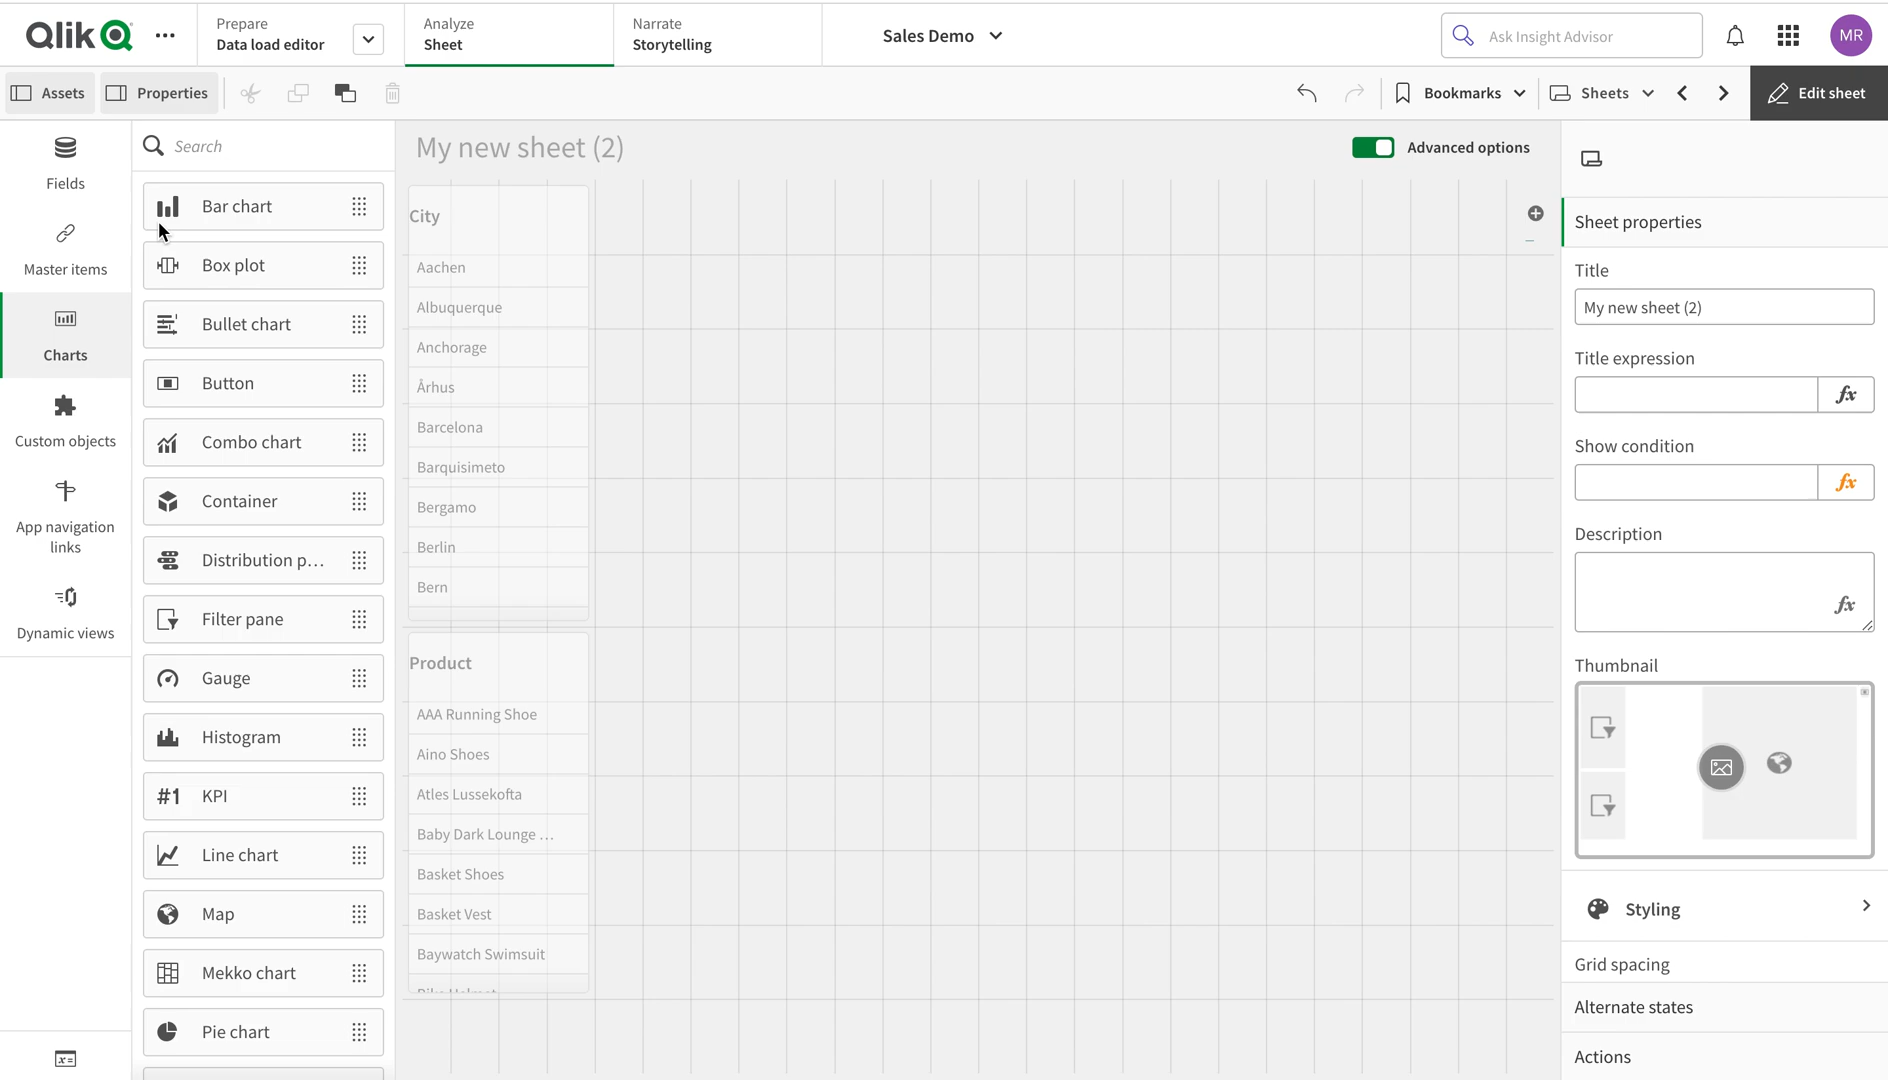 Qlik
Prepare
Data load editor
Analyze
Sheet
Narrate
Storytelling
Sales Demo
Ask Insight Advisor
MR
Assets
Properties
Bookmarks
Sheets
Edit sheet
Fields
Master items
Charts
Custom objects
App navigation
links
Dynamic views
Search
Bar chart
Box plot
Bullet chart
Button
Combo chart
Container
Distribution p...
Filter pane
Gauge
Histogram
#1 KPI
Line chart
Map
Mekko chart
Pie chart
My new sheet (2)
Advanced options
City
Aachen
Albuquerque
Anchorage
Århus
Barcelona
Barquisimeto
Bergamo
Berlin
Bern
Product
AAA Running Shoe
Aino Shoes
Atles Lussekofta
Baby Dark Lounge ...
Basket Shoes
Basket Vest
Baywatch Swimsuit
Sheet properties
Title
My new sheet (2)
Title expression
fx
Show condition
fx
Description
fx
Thumbnail
Styling
Grid spacing
Alternate states
Actions